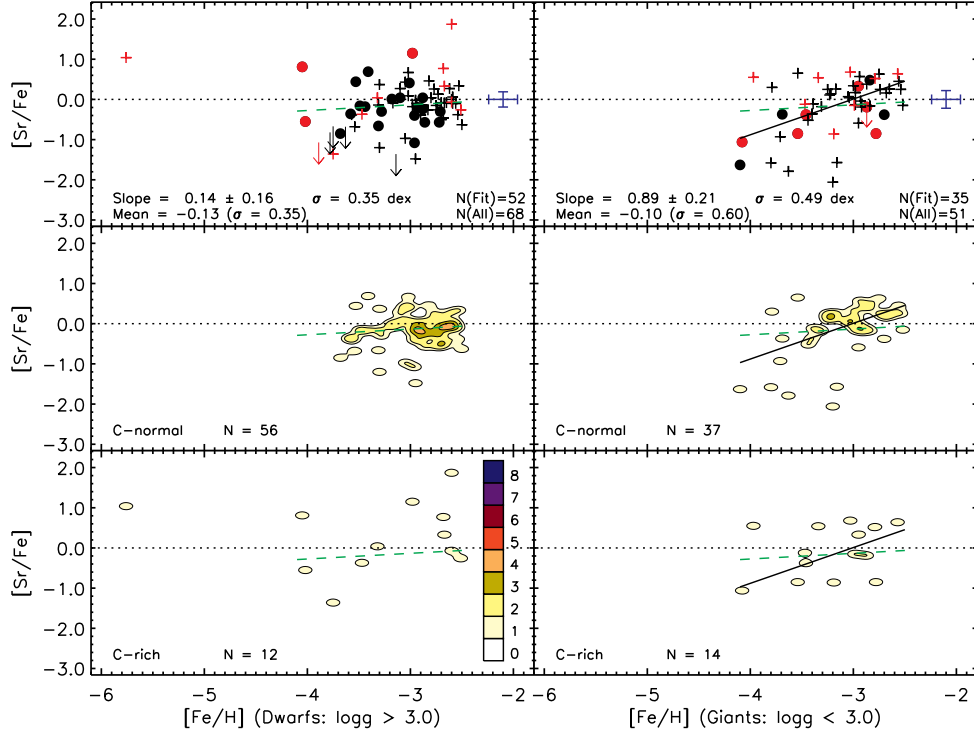 2.0
1.0
0.0
−1.0
−2.0
−3.0
[Sr/Fe]
Slope = 0.14 ± 0.16 σ = 0.35 dex N(Fit)=52
Mean = −0.13 (σ = 0.35) N(All)=68
Slope = 0.89 ± 0.21 σ = 0.49 dex N(Fit)=35
Mean = −0.10 (σ = 0.60) N(All)=51
1.0
0.0
−1.0
−2.0
−3.0
[Sr/Fe]
C−normal N = 56
C−normal N = 37
2.0
1.0
0.0
−1.0
−2.0
−3.0
[Sr/Fe]
8
7
6
5
4
3
2
1
0
C−rich N = 12
C−rich N = 14
−6 −5 −4 −3 −2
−6 −5 −4 −3 −2
[Fe/H] (Dwarfs: logg > 3.0)
[Fe/H] (Giants: logg < 3.0)